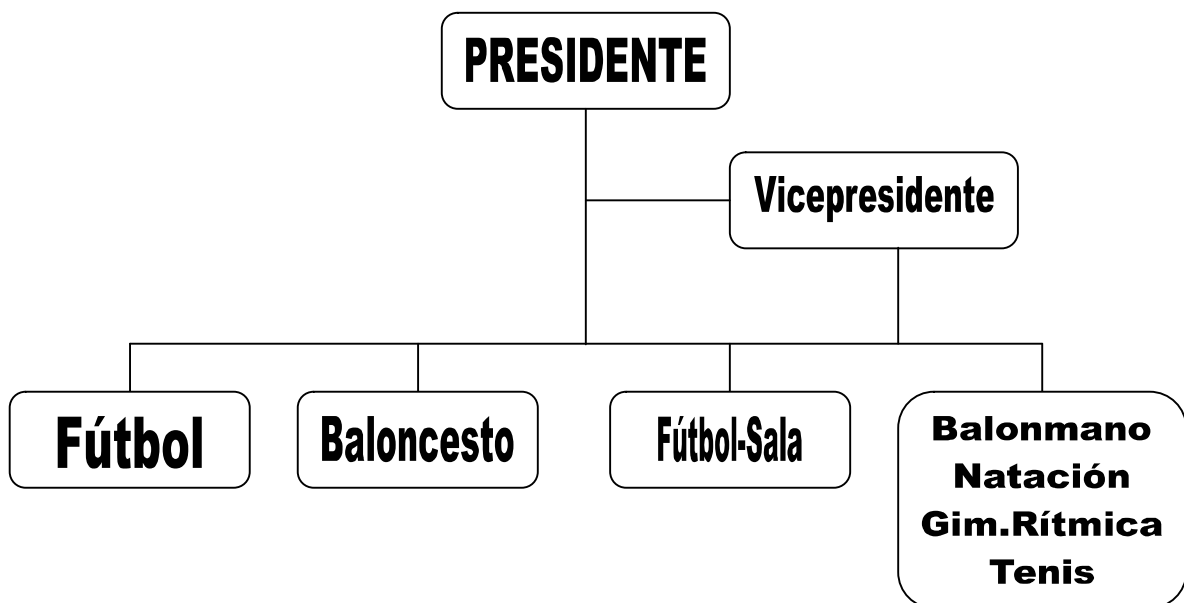 PRESIDENTE
Vicepresidente
Fútbol
Baloncesto
Fútbol-Sala
Balonmano
Natación
Gim.Rítmica
Tenis